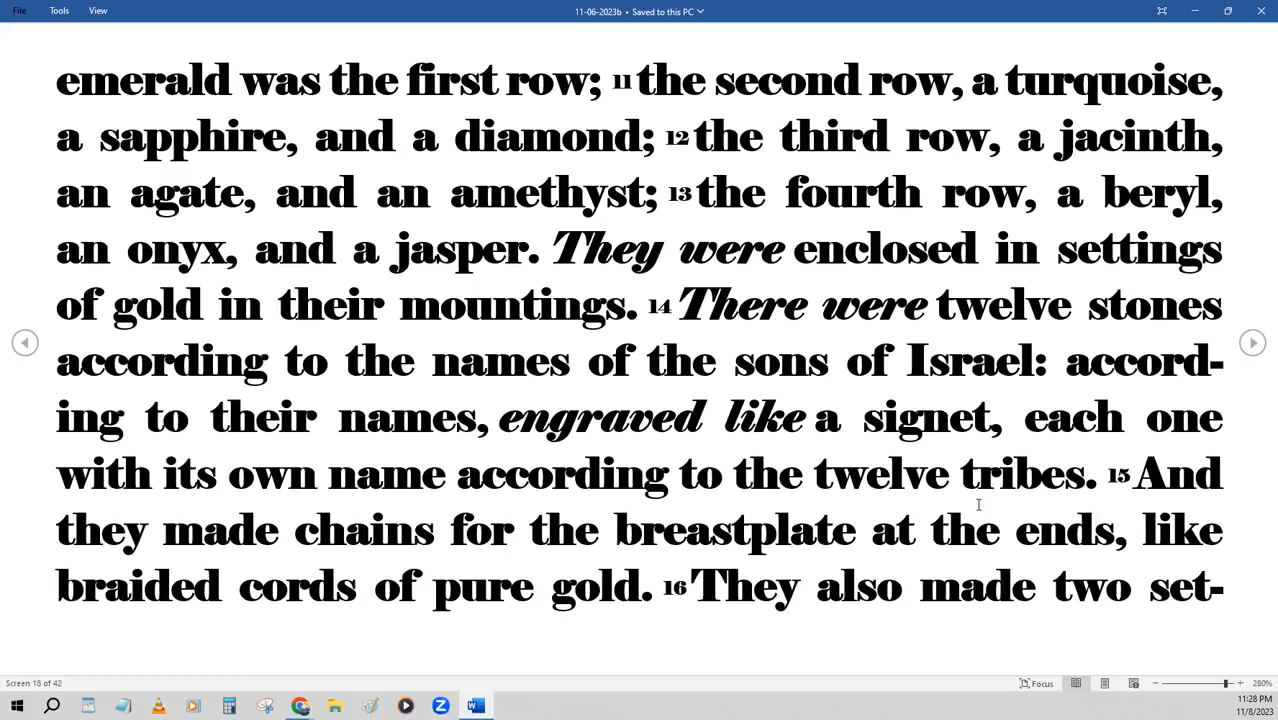 File Tools View 11-06-2023b • Saved to this PC
emerald was the first row; 11 the second row, a turquoise,
a sapphire, and a diamond; 12 the third row, a jacinth,
an agate, and an amethyst; 13 the fourth row, a beryl,
an onyx, and a jasper. They were enclosed in settings
of gold in their mountings. 14 There were twelve stones
according to the names of the sons of Israel: accord-
ing to their names, engraved like a signet, each one
with its own name according to the twelve tribes. 15 And
they made chains for the breastplate at the ends, like
braided cords of pure gold. 16 They also made two set-
Screen 18 of 42 Focus 280%
11:28 PM
11/8/2023